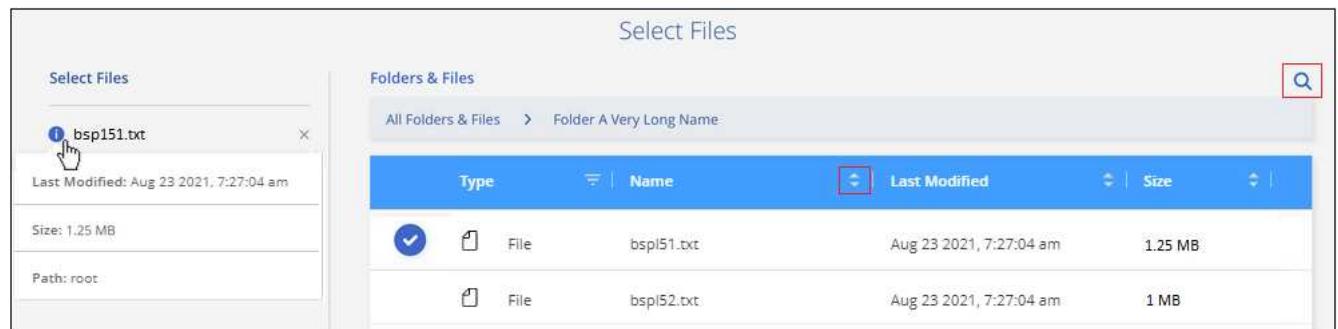 Select Files
Select Files
bsp151.txt
Last Modified: Aug 23 2021, 7:27:04 am
Size: 1.25 MB
Path: root
Folders & Files
All Folders & Files > Folder A Very Long Name
Type Name Last Modified Size
File bspl51.txt Aug 23 2021, 7:27:04 am 1.25 MB
File bspl52.txt Aug 23 2021, 7:27:04 am 1 MB